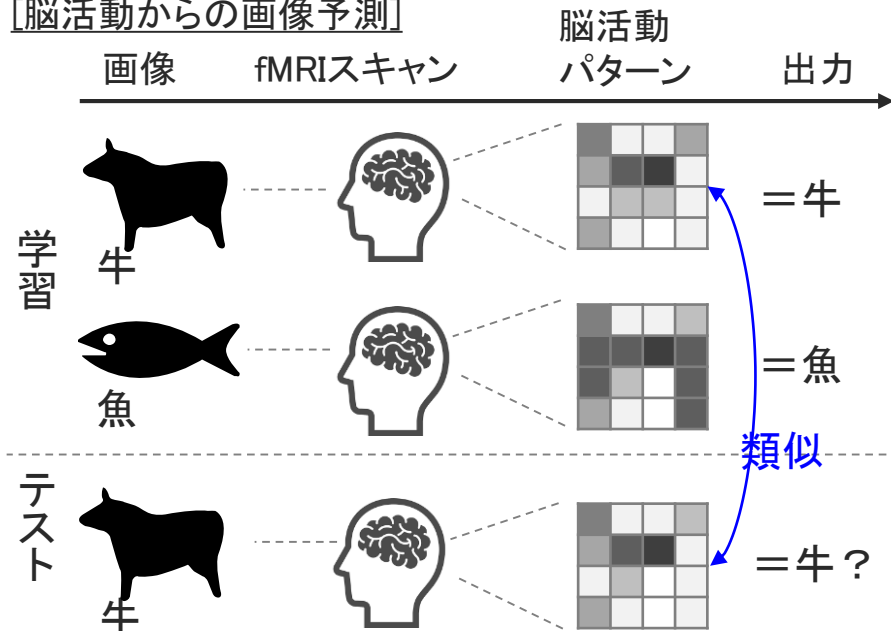 [脳活動からの画像予測]
画像
fMRIスキャン
脳活動
パターン
出力
学習
牛
＝牛
魚
＝魚
類似
テスト
牛
＝牛？